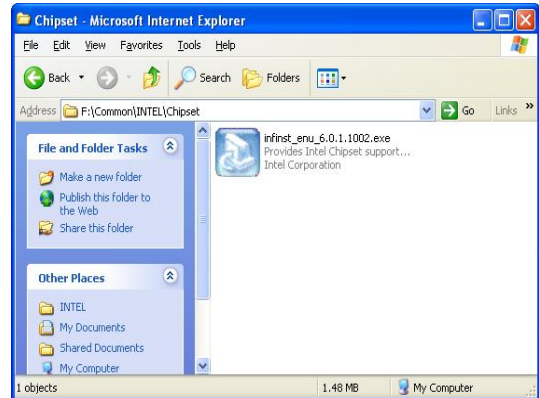 Chipset - Microsoft Internet Explorer
File Edit View Favorites Tools Help
Back Search Folders
Address F:\Common\INTEL\Chipset Go Links »
File and Folder Tasks
Make a new folder
Publish this folder to
the Web
Share this folder
Other Places
INTEL
My Documents
Shared Documents
My Computer
infinst_enu_6.0.1.1002.exe
Provides Intel Chipset support...
Intel Corporation
1 objects 1.48 MB My Computer